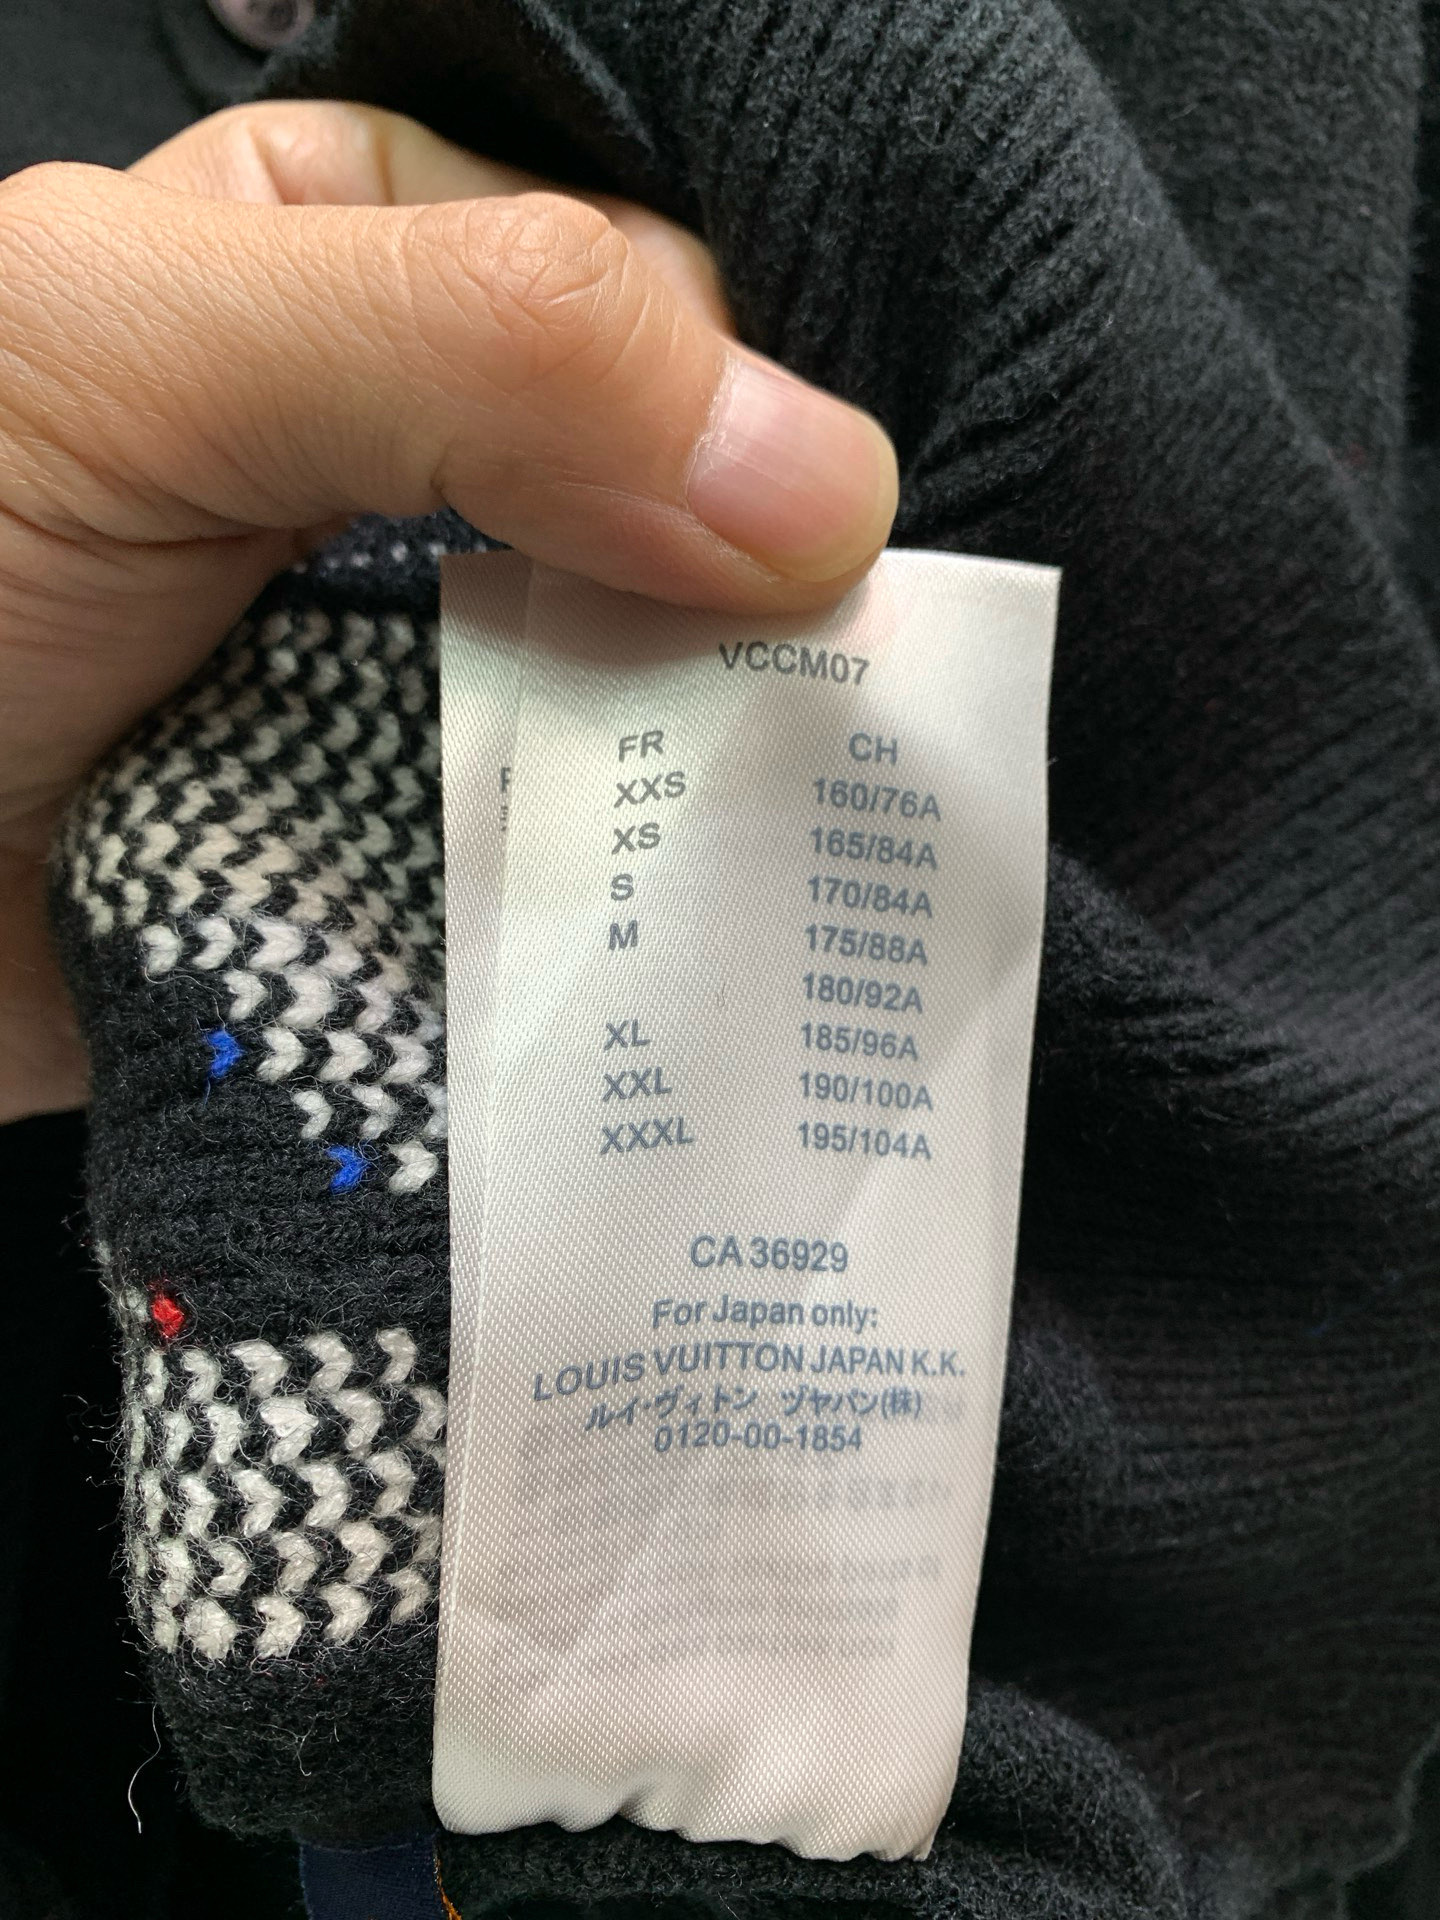 VCCM07
FR CH
XXS 160/76A
XS 165/84A
S 170/84A
M 175/88A
180/92A
XL 185/96A
XXL 190/100A
XXXL 195/104A
CA 36929
For Japan only:
LOUIS VUITTON JAPAN K.K.
ルイ・ヴィトン ヅャパン(株)
0120-00-1854